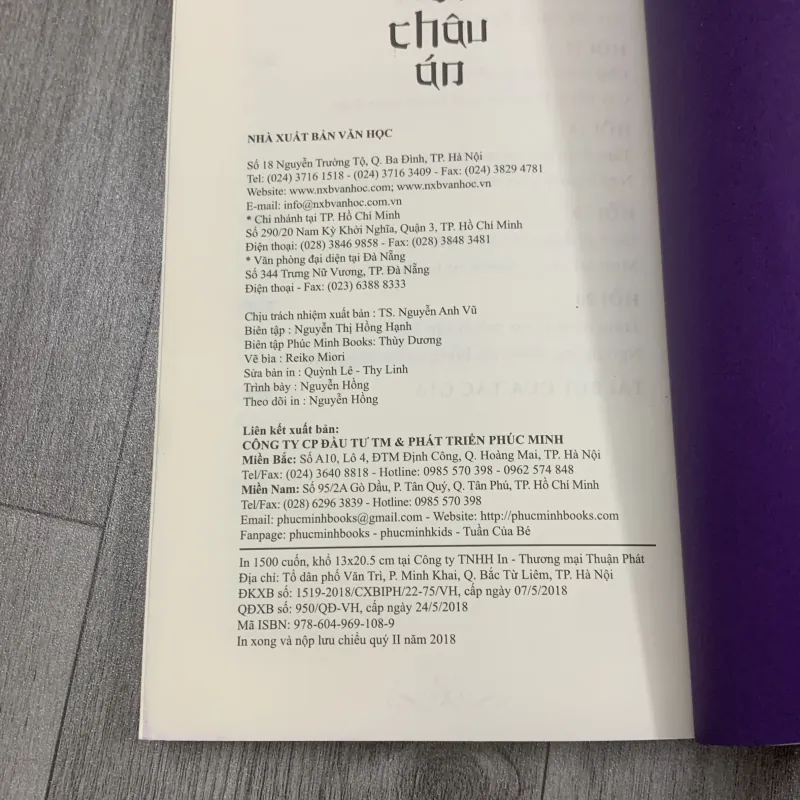 châu
án
NHÀ XUẤT BẢN VĂN HỌC
Số 18 Nguyễn Trường Tộ, Q. Ba Đình, TP. Hà Nội
Tel: (024) 3716 1518 - (024) 3716 3409 - Fax: (024) 3829 4781
Website: www.nxbvanhoc.com; www.nxbvanhoc.vn
E-mail: info@nxbvanhoc.com.vn
* Chi nhánh tại TP. Hồ Chí Minh
Số 290/20 Nam Kỳ Khởi Nghĩa, Quận 3, TP. Hồ Chí Minh
Điện thoại: (028) 3846 9858 - Fax: (028) 3848 3481
* Văn phòng đại diện tại Đà Nẵng
Số 344 Trưng Nữ Vương, TP. Đà Nẵng
Điện thoại - Fax: (023) 6388 8333
Chịu trách nhiệm xuất bản : TS. Nguyễn Anh Vũ
Biên tập : Nguyễn Thị Hồng Hạnh
Biên tập Phúc Minh Books: Thùy Dương
Vẽ bìa : Reiko Miori
Sửa bản in : Quỳnh Lê - Thy Linh
Trình bày : Nguyễn Hồng
Theo dõi in : Nguyễn Hồng
Liên kết xuất bản:
CÔNG TY CP ĐẦU TƯ TM & PHÁT TRIỂN PHÚC MINH
Miền Bắc: Số A10, Lô 4, ĐTM Định Công, Q. Hoàng Mai, TP. Hà Nội
Tel/Fax: (024) 3640 8818 - Hotline: 0985 570 398 - 0962 574 848
Miền Nam: Số 95/2A Gò Dầu, P. Tân Quý, Q. Tân Phú, TP. Hồ Chí Minh
Tel/Fax: (028) 6296 3839 - Hotline: 0985 570 398
Email: phucminhbooks@gmail.com - Website: http://phucminhbooks.com
Fanpage: phucminhbooks - phucminhkids - Tuần Của Bé
In 1500 cuốn, khổ 13x20.5 cm tại Công ty TNHH In - Thương mại Thuận Phát
Địa chỉ: Tổ dân phố Văn Trì, P. Minh Khai, Q. Bắc Từ Liêm, TP. Hà Nội
ĐKXB số: 1519-2018/CXBIPH/22-75/VH, cấp ngày 07/5/2018
QĐXB số: 950/QĐ-VH, cấp ngày 24/5/2018
Mã ISBN: 978-604-969-108-9
In xong và nộp lưu chiểu quý II năm 2018